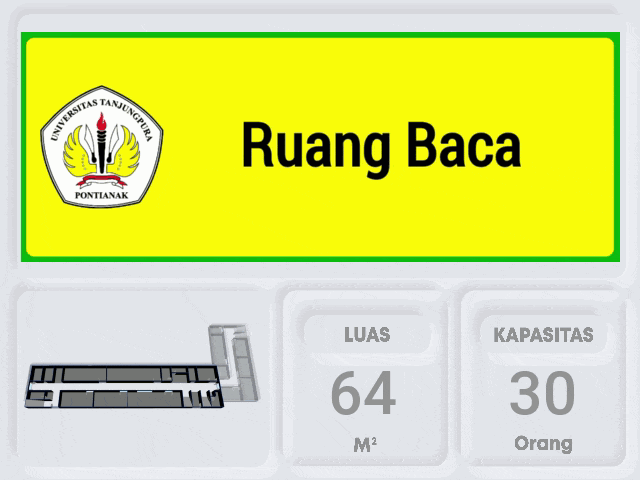 UNIVERSITAS TANJUNGPURA
PONTIANAK
Ruang Baca
LUAS
64
M²
KAPASITAS
30
Orang